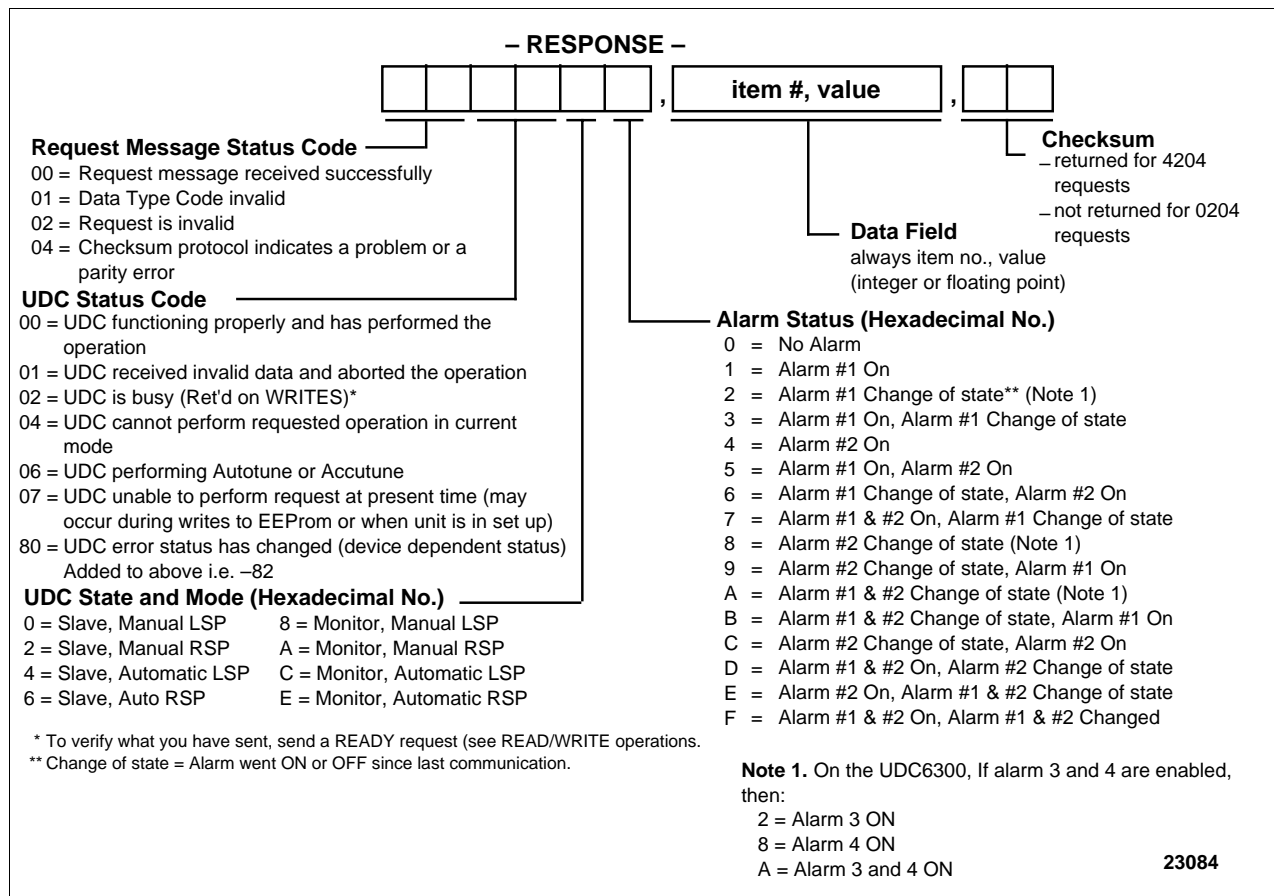 – RESPONSE –
, item #, value ,
Request Message Status Code
00 = Request message received successfully
01 = Data Type Code invalid
02 = Request is invalid
04 = Checksum protocol indicates a problem or a
parity error
Checksum
– returned for 4204
requests
– not returned for 0204
requests
Data Field
always item no., value
(integer or floating point)
UDC Status Code
00 = UDC functioning properly and has performed the
operation
01 = UDC received invalid data and aborted the operation
02 = UDC is busy (Ret'd on WRITES)*
04 = UDC cannot perform requested operation in current
mode
06 = UDC performing Autotune or Accutune
07 = UDC unable to perform request at present time (may
occur during writes to EEProm or when unit is in set up)
80 = UDC error status has changed (device dependent status)
Added to above i.e. –82
UDC State and Mode (Hexadecimal No.)
0 = Slave, Manual LSP 8 = Monitor, Manual LSP
2 = Slave, Manual RSP A = Monitor, Manual RSP
4 = Slave, Automatic LSP C = Monitor, Automatic LSP
6 = Slave, Auto RSP E = Monitor, Automatic RSP
* To verify what you have sent, send a READY request (see READ/WRITE operations.
** Change of state = Alarm went ON or OFF since last communication.
Alarm Status (Hexadecimal No.)
0 = No Alarm
1 = Alarm #1 On
2 = Alarm #1 Change of state** (Note 1)
3 = Alarm #1 On, Alarm #1 Change of state
4 = Alarm #2 On
5 = Alarm #1 On, Alarm #2 On
6 = Alarm #1 Change of state, Alarm #2 On
7 = Alarm #1 & #2 On, Alarm #1 Change of state
8 = Alarm #2 Change of state (Note 1)
9 = Alarm #2 Change of state, Alarm #1 On
A = Alarm #1 & #2 Change of state (Note 1)
B = Alarm #1 & #2 Change of state, Alarm #1 On
C = Alarm #2 Change of state, Alarm #2 On
D = Alarm #1 & #2 On, Alarm #2 Change of state
E = Alarm #2 On, Alarm #1 & #2 Change of state
F = Alarm #1 & #2 On, Alarm #1 & #2 Changed
Note 1. On the UDC6300, If alarm 3 and 4 are enabled,
then:
2 = Alarm 3 ON
8 = Alarm 4 ON
A = Alarm 3 and 4 ON
23084